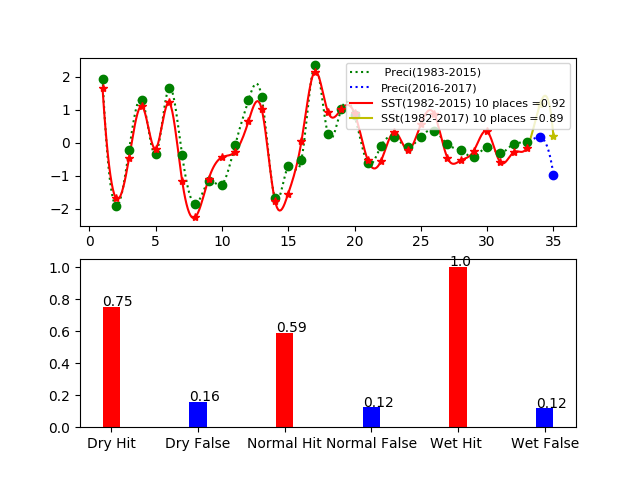 2
1
0
−1
−2
Preci(1983-2015)
Preci(2016-2017)
SST(1982-2015) 10 places =0.92
SSt(1982-2017) 10 places =0.89
0 5 10 15 20 25 30 35
1.0
0.8
0.6
0.4
0.2
0.0
0.75
0.16
0.59
0.12
1.0
0.12
Dry Hit Dry False Normal Hit Normal False Wet Hit Wet False